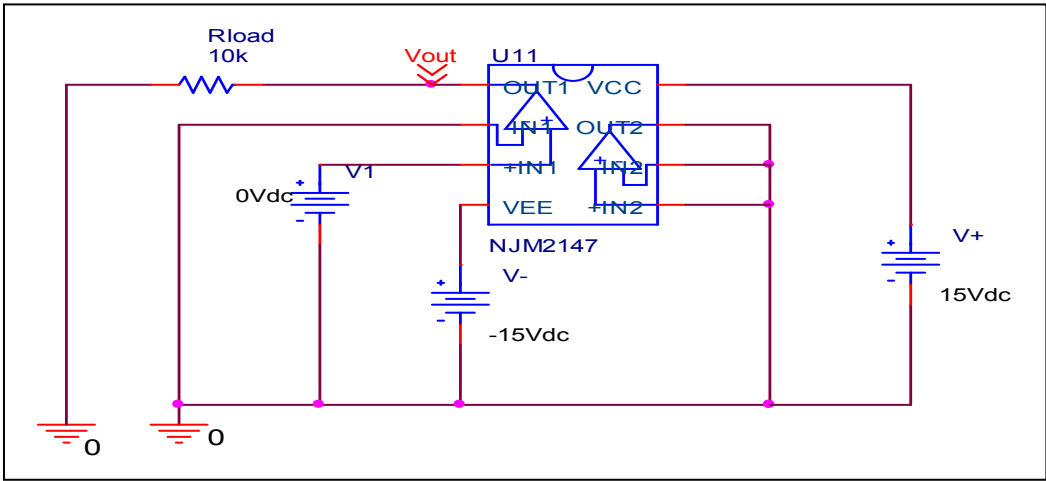 Rload
10k
Vout
U11
OUT1
VCC
-IN1
OUT2
+IN1
-IN2
VEE
+IN2
NJM2147
V1
0Vdc
V-
-15Vdc
V+
15Vdc
0
0